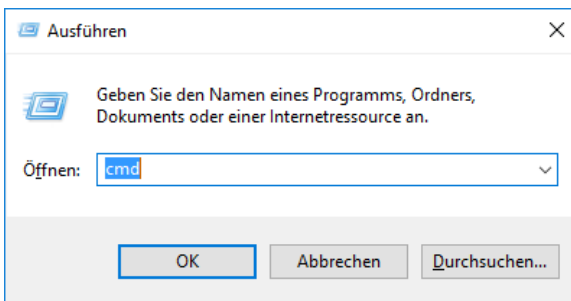 Ausführen
Geben Sie den Namen eines Programms, Ordners,
Dokuments oder einer Internetressource an.
Öffnen: cmd
OK Abbrechen Durchsuchen...